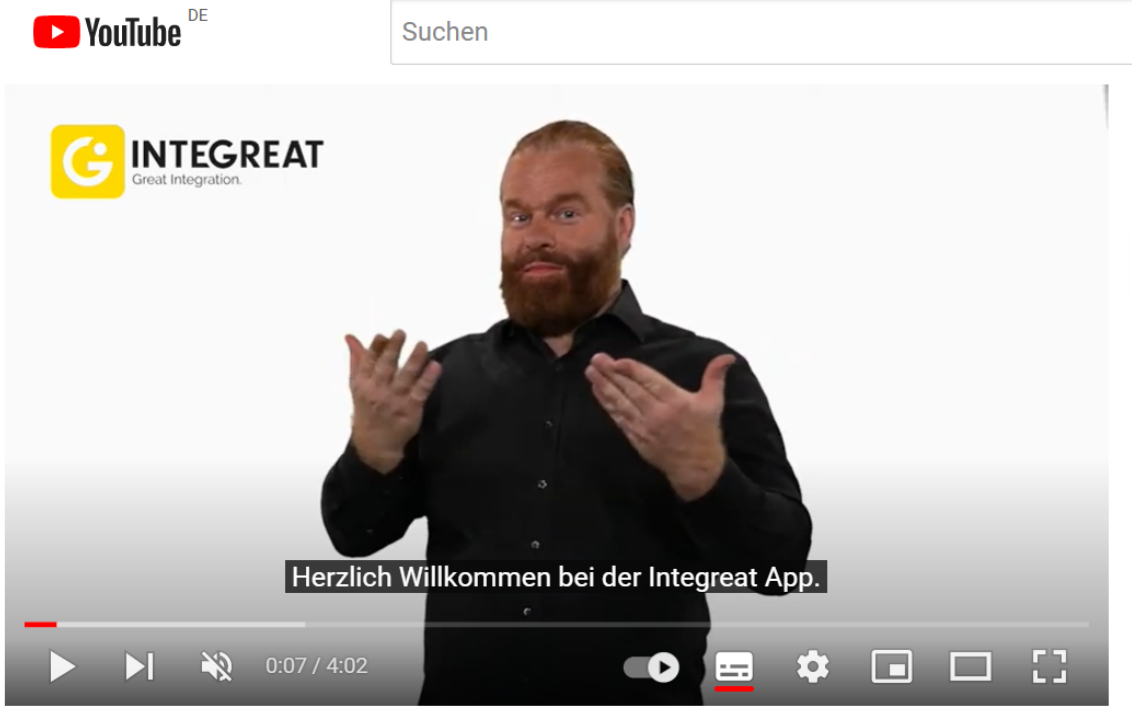 YouTube DE
Suchen
INTEGREAT
Great Integration.
Herzlich Willkommen bei der Integreat App.
0:07 / 4:02